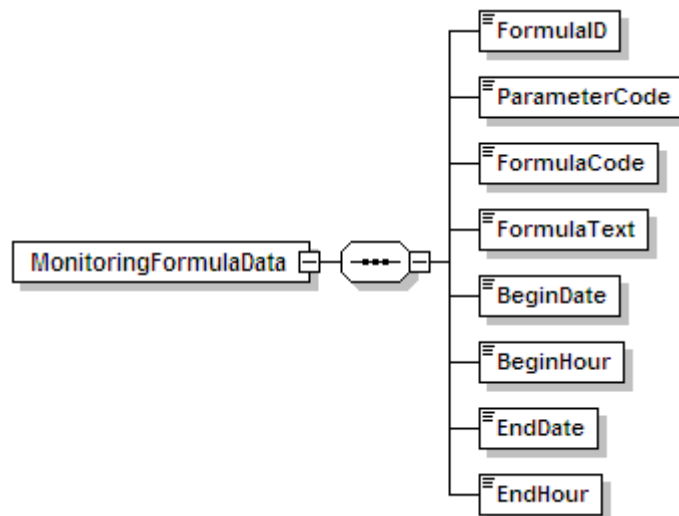 FormulaID
ParameterCode
FormulaCode
FormulaText
MonitoringFormulaData
BeginDate
BeginHour
EndDate
EndHour